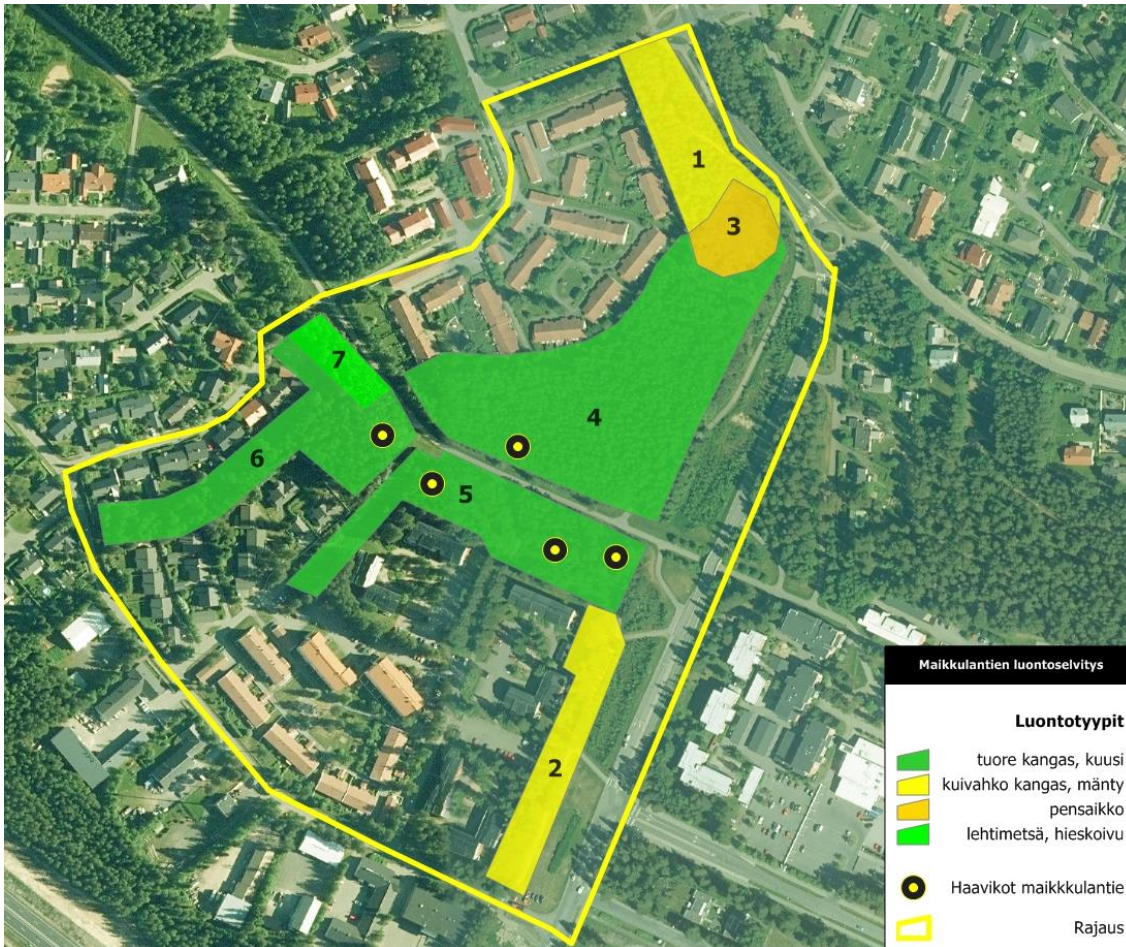 1
3
7
4
6
5
2
Maikkulantien luontoselvitys
Luontotyypit
tuore kangas, kuusi
kuivahko kangas, mänty
pensaikko
lehtimetsä, hieskoivu
Haavikot maikkkulantie
Rajaus